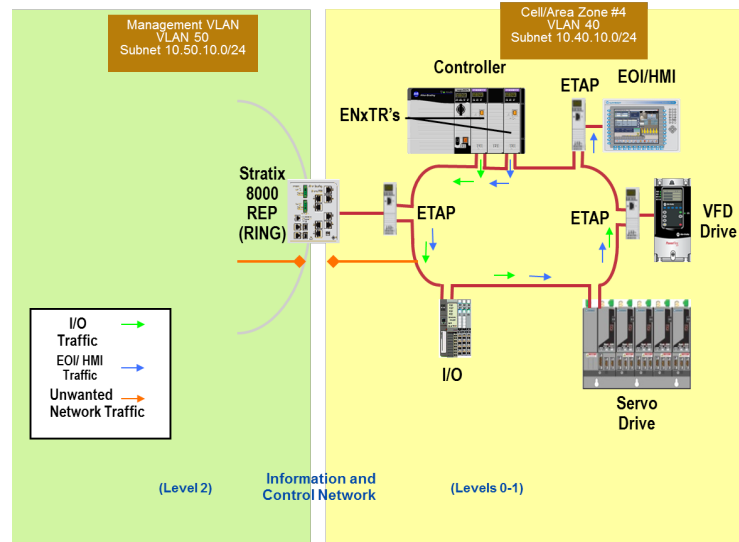 Management VLAN
VLAN 50
Subnet 10.50.10.0/24
Cell/Area Zone #4
VLAN 40
Subnet 10.40.10.0/24
Controller
ETAP
EOI/HMI
ENxTR's
Stratix
8000
REP
(RING)
ETAP
ETAP
VFD
Drive
I/O
Traffic
EOI/ HMI
Traffic
Unwanted
Network Traffic
I/O
Servo
Drive
(Level 2)
Information and
Control Network
(Levels 0-1)